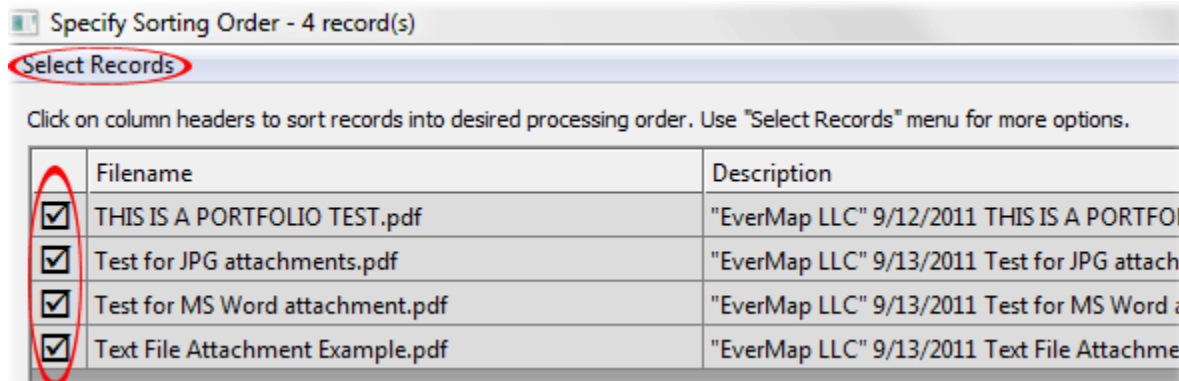 Specify Sorting Order - 4 record(s)
Select Records
Click on column headers to sort records into desired processing order. Use "Select Records" menu for more options.
Filename Description
THIS IS A PORTFOLIO TEST.pdf "EverMap LLC" 9/12/2011 THIS IS A
Test for JPG attachments.pdf "EverMap LLC" 9/13/2011 Test for JPG
Test for MS Word attachment.pdf "EverMap LLC" 9/13/2011 Test for MS Word
Text File Attachment Example.pdf "EverMap LLC" 9/13/2011 Text File